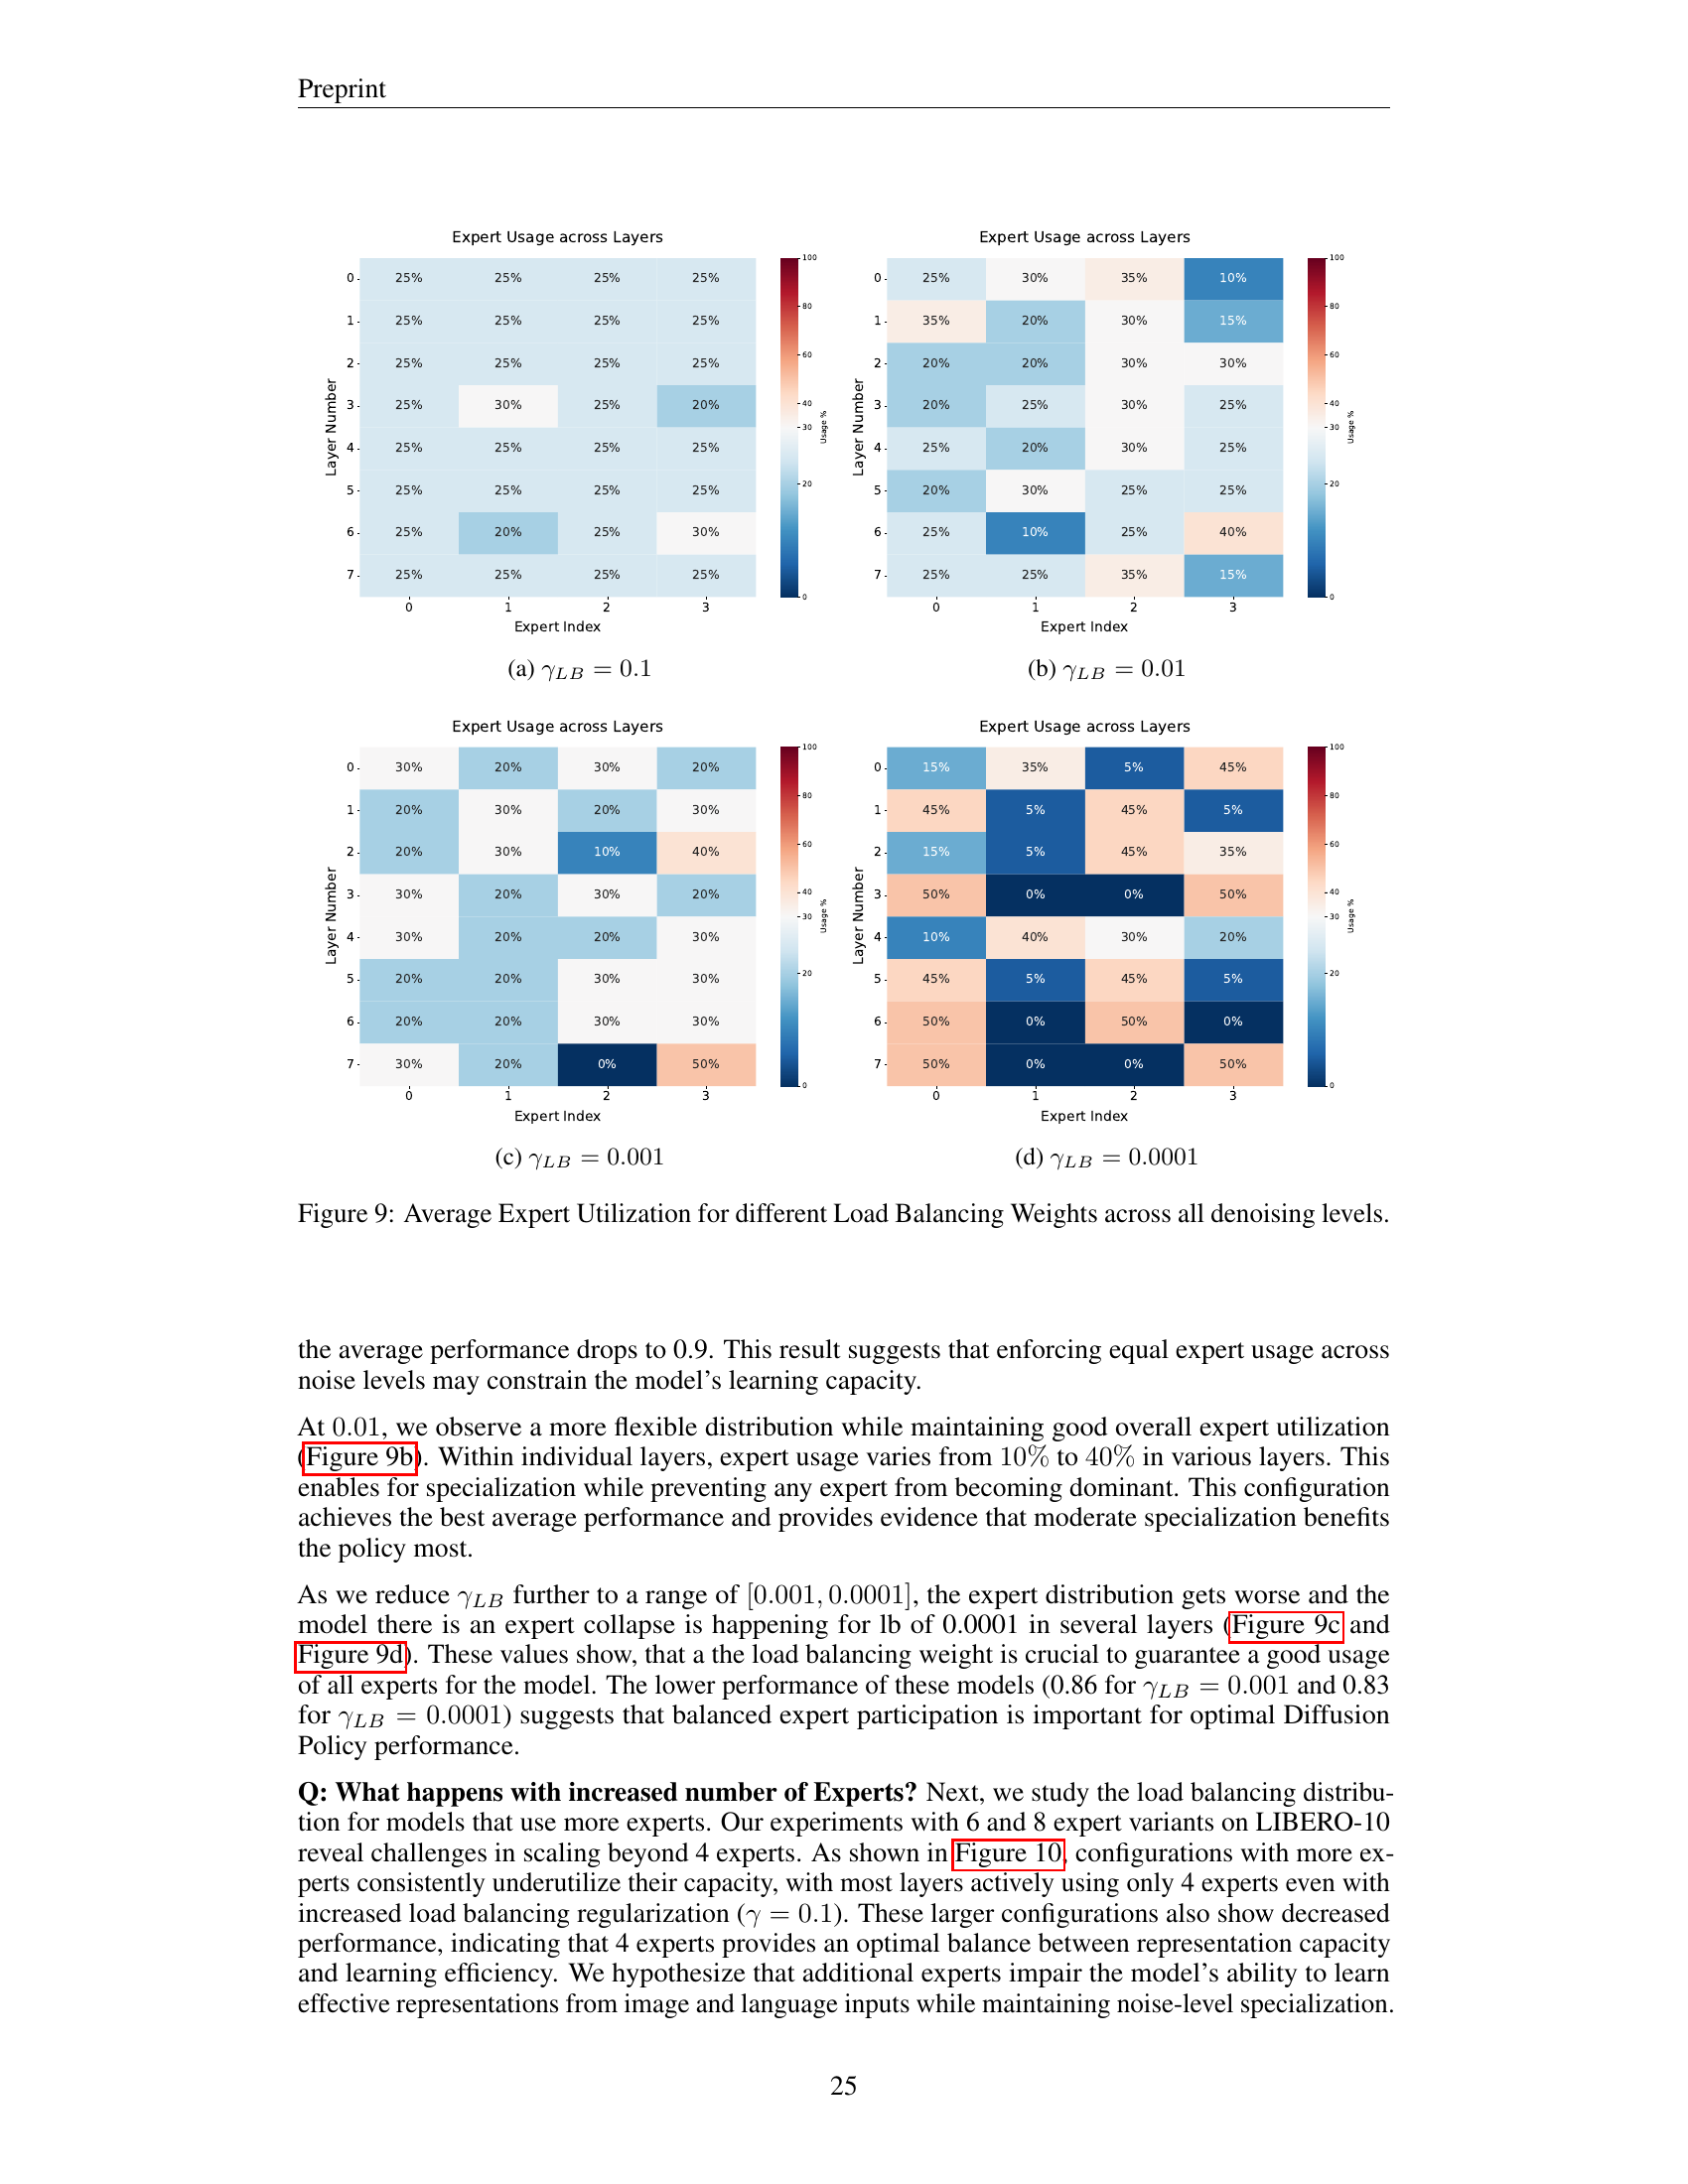 Preprint
Expert Usage across Layers
0 25% 25% 25% 25%
1 25% 25% 25% 25%
2 25% 25% 25% 25%
3 25% 30% 25% 20%
4 25% 25% 25% 25%
5 25% 25% 25% 25%
6 25% 20% 25% 30%
7 25% 25% 25% 25%
0 1 2 3
Expert Index
Layer Number
100
80
60
40
30
20
0
Usage %
(a) γLB = 0.1
Expert Usage across Layers
0 25% 30% 35% 10%
1 35% 20% 30% 15%
2 20% 20% 30% 30%
3 20% 25% 30% 25%
4 25% 20% 30% 25%
5 20% 30% 25% 25%
6 25% 10% 25% 40%
7 25% 25% 35% 15%
0 1 2 3
Expert Index
Layer Number
100
80
60
40
30
20
0
Usage %
(b) γLB = 0.01
Expert Usage across Layers
0 30% 20% 30% 20%
1 20% 30% 20% 30%
2 20% 30% 10% 40%
3 30% 20% 30% 20%
4 30% 20% 20% 30%
5 20% 20% 30% 30%
6 20% 20% 30% 30%
7 30% 20% 0% 50%
0 1 2 3
Expert Index
Layer Number
100
80
60
40
30
20
0
Usage %
(c) γLB = 0.001
Expert Usage across Layers
0 15% 35% 5% 45%
1 45% 5% 45% 5%
2 15% 5% 45% 35%
3 50% 0% 0% 50%
4 10% 40% 30% 20%
5 45% 5% 45% 5%
6 50% 0% 50% 0%
7 50% 0% 0% 50%
0 1 2 3
Expert Index
Layer Number
100
80
60
40
30
20
0
Usage %
(d) γLB = 0.0001
Figure 9: Average Expert Utilization for different Load Balancing Weights across all denoising levels.
the average performance drops to 0.9. This result suggests that enforcing equal expert usage across
noise levels may constrain the model's learning capacity.
At 0.01, we observe a more flexible distribution while maintaining good overall expert utilization
(Figure 9b). Within individual layers, expert usage varies from 10% to 40% in various layers. This
enables for specialization while preventing any expert from becoming dominant. This configuration
achieves the best average performance and provides evidence that moderate specialization benefits
the policy most.
As we reduce γLB further to a range of [0.001, 0.0001], the expert distribution gets worse and the
model there is an expert collapse is happening for lb of 0.0001 in several layers (Figure 9c and
Figure 9d). These values show, that a the load balancing weight is crucial to guarantee a good usage
of all experts for the model. The lower performance of these models (0.86 for γLB = 0.001 and 0.83
for γLB = 0.0001) suggests that balanced expert participation is important for optimal Diffusion
Policy performance.
Q: What happens with increased number of Experts? Next, we study the load balancing distribu-
tion for models that use more experts. Our experiments with 6 and 8 expert variants on LIBERO-10
reveal challenges in scaling beyond 4 experts. As shown in Figure 10, configurations with more ex-
perts consistently underutilize their capacity, with most layers actively using only 4 experts even with
increased load balancing regularization (γ = 0.1). These larger configurations also show decreased
performance, indicating that 4 experts provides an optimal balance between representation capacity
and learning efficiency. We hypothesize that additional experts impair the model's ability to learn
effective representations from image and language inputs while maintaining noise-level specialization.
25